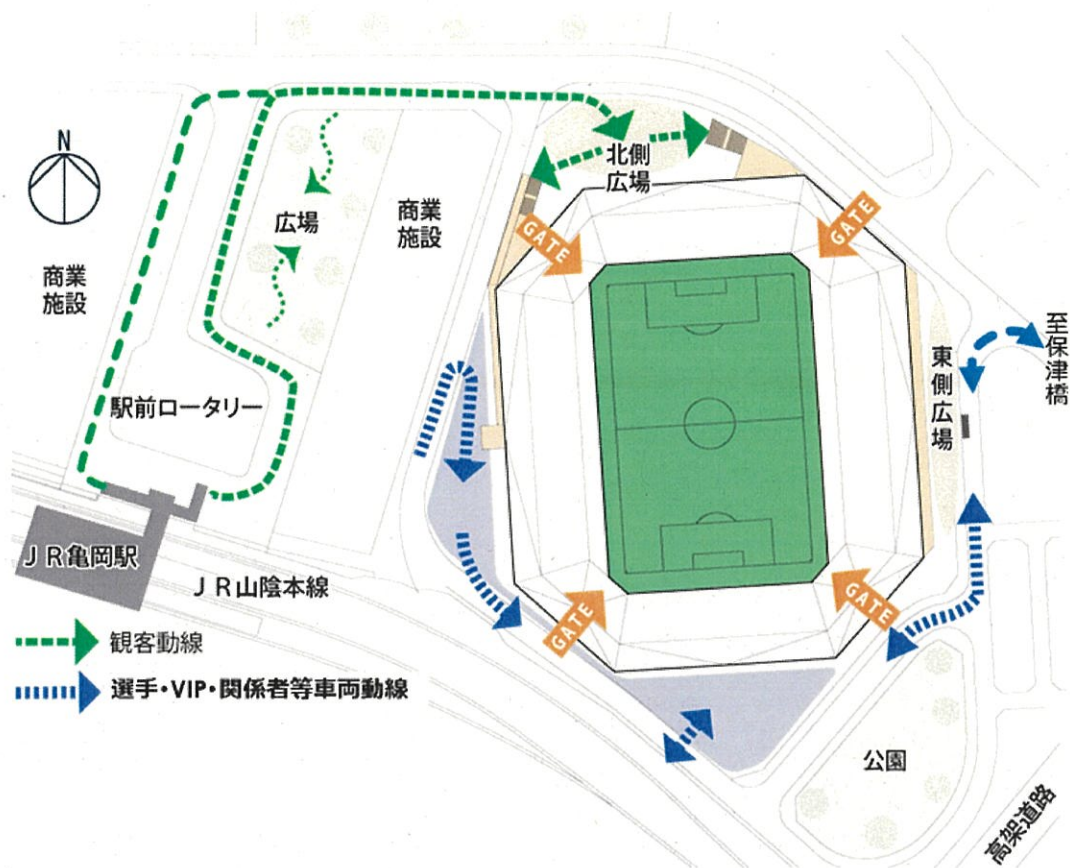 N
北側
広場
GATE
GATE
広場
商業
施設
商業
施設
東側広場
至保津橋
駅前ロータリー
JR亀岡駅
JR山陰本線
GATE
GATE
観客動線
選手・VIP・関係者等車両動線
公園
高架道路